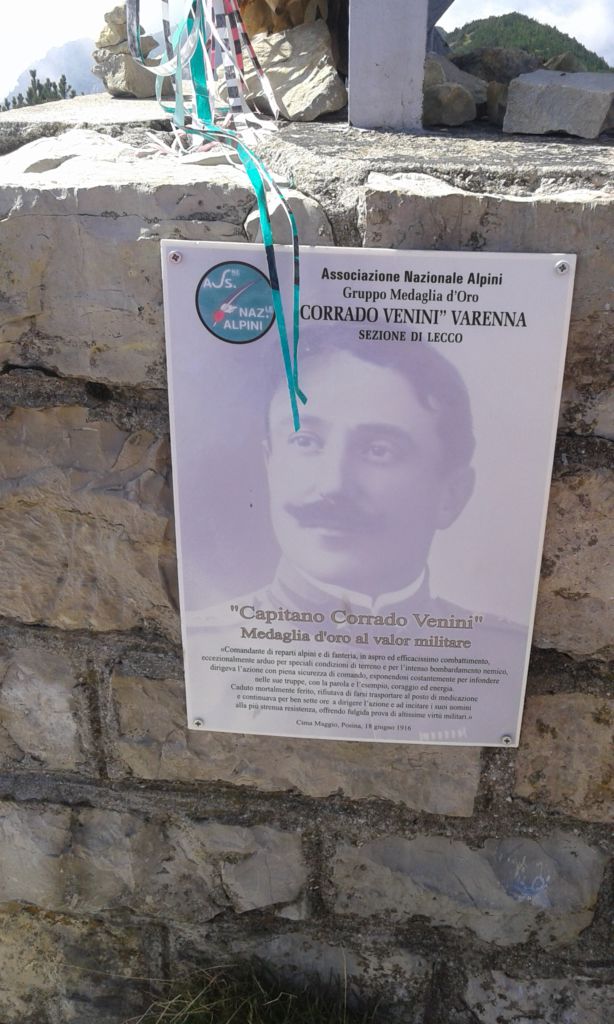 ASS.NE
NAZ.LE
ALPINI
Associazione Nazionale Alpini
Gruppo Medaglia d'Oro
CORRADO VENINI" VARENNA
SEZIONE DI LECCO
"Capitano Corrado Venini"
Medaglia d'oro al valor militare
«Comandante di reparti alpini e di fanteria, in aspro ed efficacissimo combattimento,
eccezionalmente arduo per speciali condizioni di terreno e per l'intenso bombardamento nemico,
dirigeva l'azione con piena sicurezza di comando, esponendosi costantemente per infondere
nelle sue truppe, con la parola e l'esempio, coraggio ed energia.
Caduto mortalmente ferito, rifiutava di farsi trasportare al posto di medicazione
e continuava per ben sette ore a dirigere l'azione e ad incitare i suoi uomini
alla più strenua resistenza, offrendo fulgida prova di altissime virtù militari.»
Cima Maggio, Posina, 18 giugno 1916